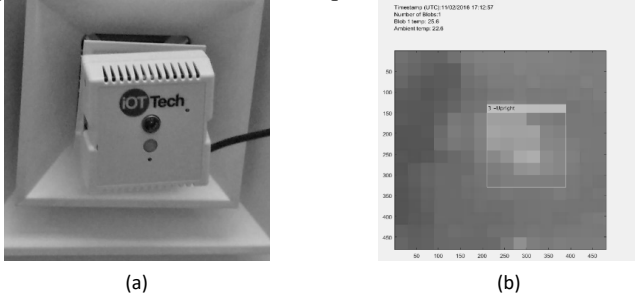 iOTTech
Timestamp (UTC):11/02/2016 17:12:57
Number of Blobs:1
Blob 1 temp: 25.6
Ambient temp: 22.6
1 -Upright
50
100
150
200
250
300
350
400
450
50 100 150 200 250 300 350 400 450
(a) (b)